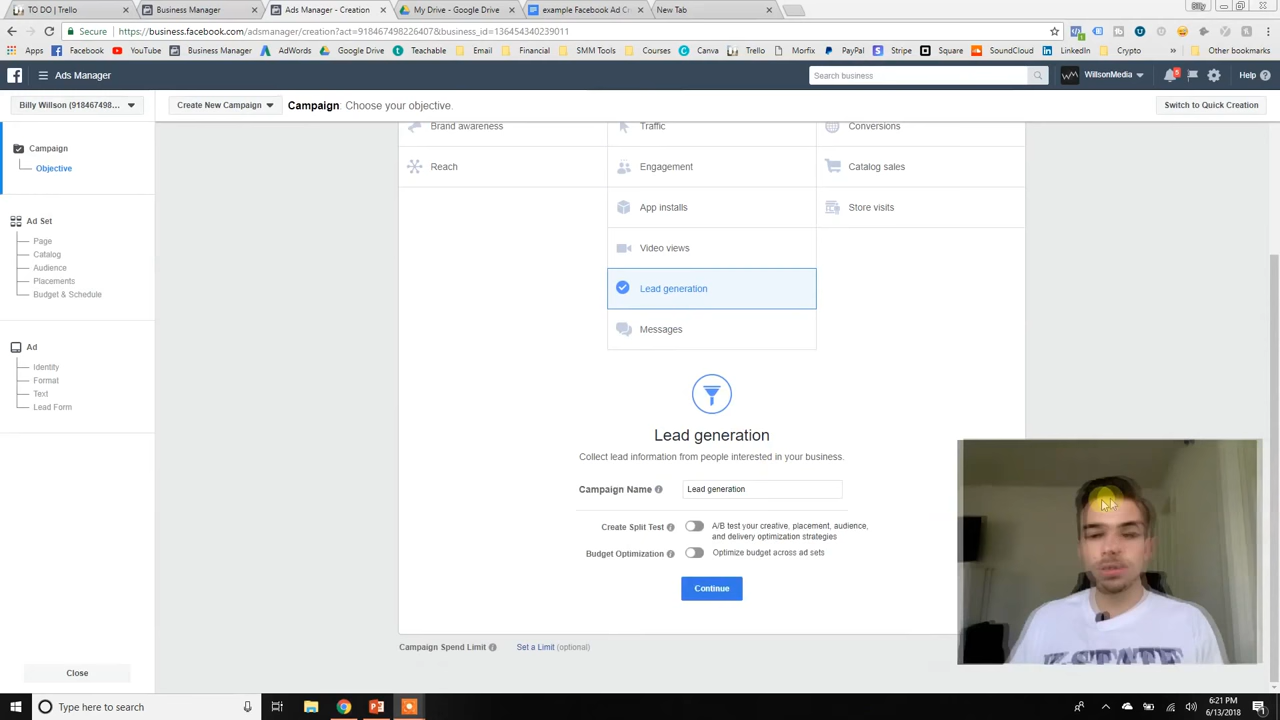 TO DO | Trello
Business Manager
Ads Manager - Creation
My Drive - Google Drive
example Facebook Ad C
New Tab
Billy
https://business.facebook.com/adsmanager/creation?act=918467498226407&business_id=136454340239011
Apps
Facebook
YouTube
Business Manager
AdWords
Google Drive
Teachable
Email
Financial
SMM Tools
Courses
Canva
Trello
Morfix
PayPal
Stripe
Square
SoundCloud
LinkedIn
Crypto
Other bookmarks
Ads Manager
Search business
WillsonMedia
5
Help
Billy Willson (918467498...
Create New Campaign
Campaign: Choose your objective.
Switch to Quick Creation
Campaign
Objective
Ad Set
Page
Catalog
Audience
Placements
Budget & Schedule
Ad
Identity
Format
Text
Lead Form
Close
Brand awareness
Traffic
Conversions
Reach
Engagement
Catalog sales
App installs
Store visits
Video views
Lead generation
Messages
Lead generation
Collect lead information from people interested in your business.
Campaign Name
Lead generation
Create Split Test
A/B test your creative, placement, audience,
and delivery optimization strategies
Budget Optimization
Optimize budget across ad sets
Continue
Campaign Spend Limit
Set a Limit (optional)
Type here to search
6:21 PM
6/13/2018